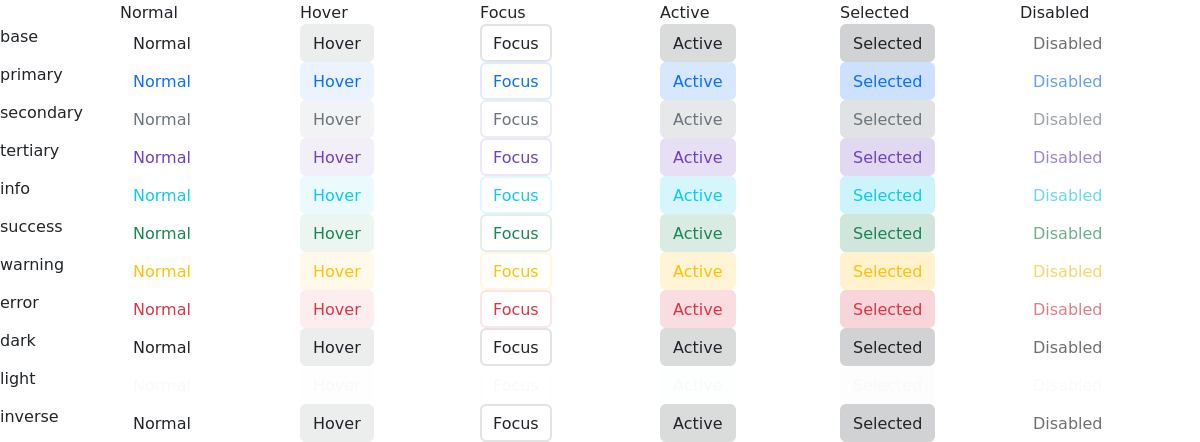 Normal Hover Focus Active Selected Disabled
base Normal Hover Focus Active Selected Disabled
primary Normal Hover Focus Active Selected Disabled
secondary Normal Hover Focus Active Selected Disabled
tertiary Normal Hover Focus Active Selected Disabled
info Normal Hover Focus Active Selected Disabled
success Normal Hover Focus Active Selected Disabled
warning Normal Hover Focus Active Selected Disabled
error Normal Hover Focus Active Selected Disabled
dark Normal Hover Focus Active Selected Disabled
light Normal Hover Focus Active Selected Disabled
inverse Normal Hover Focus Active Selected Disabled